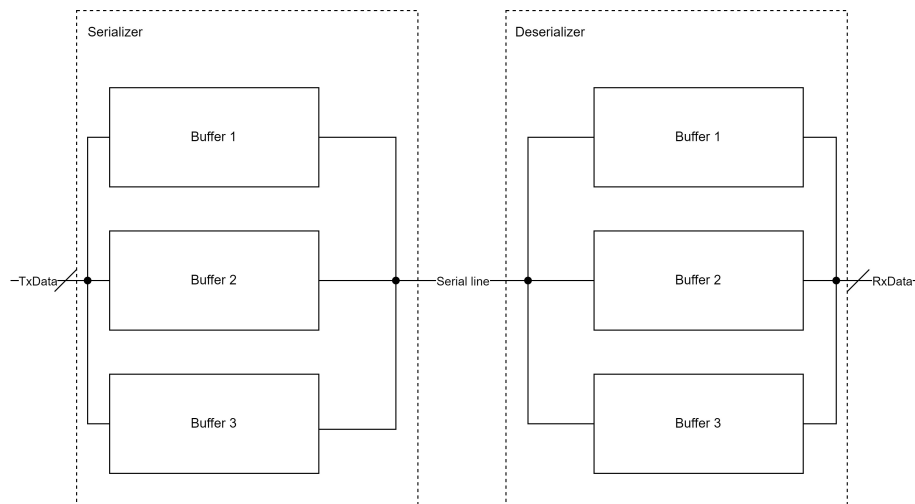 Serializer
Deserializer
Buffer 1
Buffer 1
TxData
Buffer 2
Serial line
Buffer 2
RxData
Buffer 3
Buffer 3